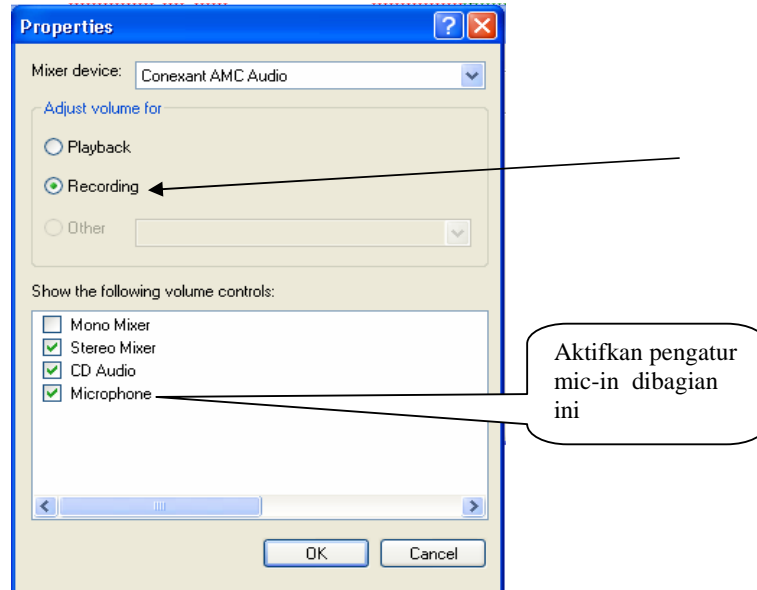 Properties
Mixer device: Conexant AMC Audio
Adjust volume for
Playback
Recording
Other
Show the following volume controls:
Mono Mixer
Stereo Mixer
CD Audio
Microphone
Aktifkan pengatur
mic-in dibagian
ini
OK Cancel